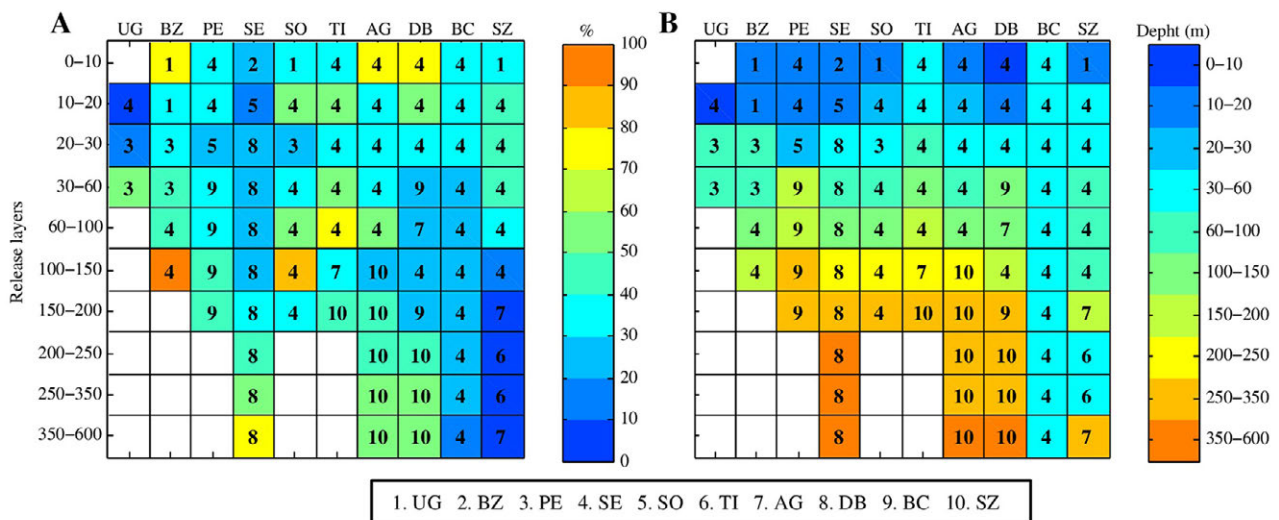 A UG BZ PE SE SO TI AG DB BC SZ % B UG BZ PE SE SO TI AG DB BC SZ Depht (m)
0–10 1 4 2 1 4 4 4 4 1 100 1 4 2 1 4 4 4 4 1 0–10
10–20 4 1 4 5 4 4 4 4 4 4 90 4 1 4 5 4 4 4 4 4 4 10–20
20–30 3 3 5 8 3 4 4 4 4 4 80 3 3 5 8 3 4 4 4 4 4 20–30
30–60 3 3 9 8 4 4 4 9 4 4 70 3 3 9 8 4 4 4 9 4 4 30–60
60–100 4 9 8 4 4 4 7 4 4 60 4 9 8 4 4 4 7 4 4 60–100
100–150 4 9 8 4 7 10 4 4 4 50 4 9 8 4 7 10 4 4 4 100–150
150–200 9 8 4 10 10 9 4 7 40 9 8 4 10 10 9 4 7 150–200
200–250 8 10 10 4 6 30 8 10 10 4 6 200–250
250–350 8 10 10 4 6 20 8 10 10 4 6 250–350
350–600 8 10 10 4 7 10 8 10 10 4 7 350–600
0
Release layers
1. UG 2. BZ 3. PE 4. SE 5. SO 6. TI 7. AG 8. DB 9. BC 10. SZ